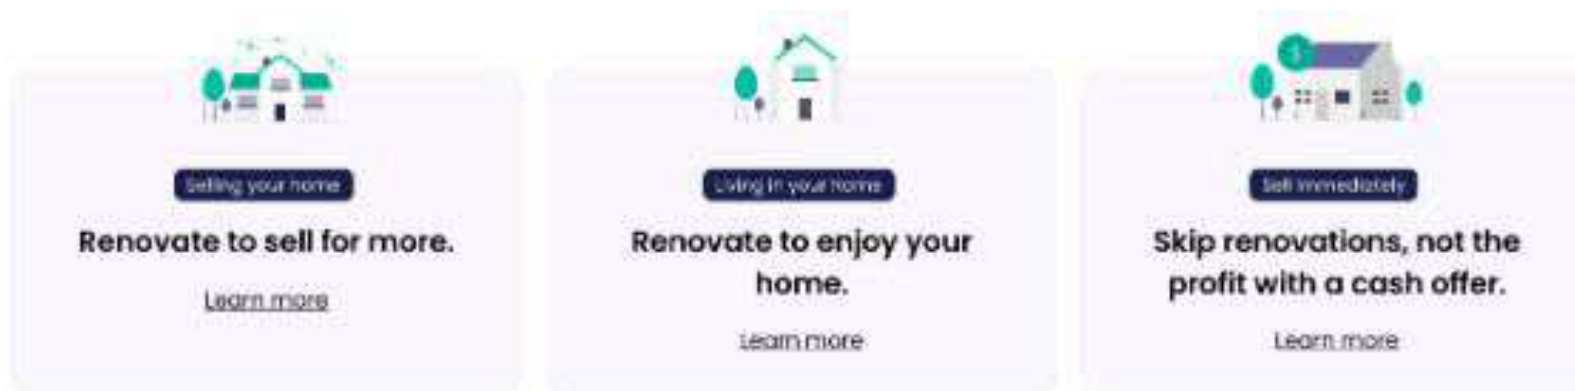 Selling your home
Renovate to sell for more.
Learn more
Living in your home
Renovate to enjoy your
home.
Learn more
Sell immediately
Skip renovations, not the
profit with a cash offer.
Learn more